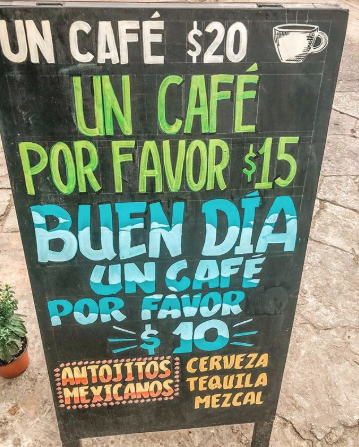 UN CAFÉ $20
UN CAFÉ
POR FAVOR $15
BUEN DÍA
UN CAFÉ
POR FAVOR
$10
ANTOJITOS
MEXICANOS
CERVEZA
TEQUILA
MEZCAL